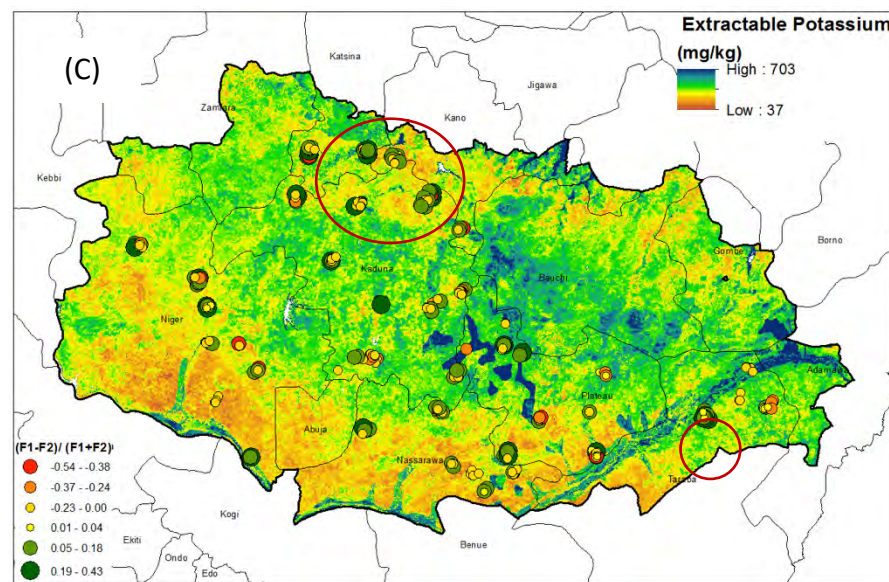 Extractable Potassium
(mg/kg)
High : 703
Low : 37
(C)
Katsina
Jigawa
Zamfara
Kano
Kebbi
Borno
Gombe
Kaduna
Bauchi
Niger
Adamawa
Plateau
Abuja
Nassarawa
Taraba
Kogi
Benue
Ekiti
Ondo
Edo
(F1-F2)/ (F1+F2)
-0.54 - -0.38
-0.37 - -0.24
-0.23 - 0.00
0.01 - 0.04
0.05 - 0.18
0.19 - 0.43